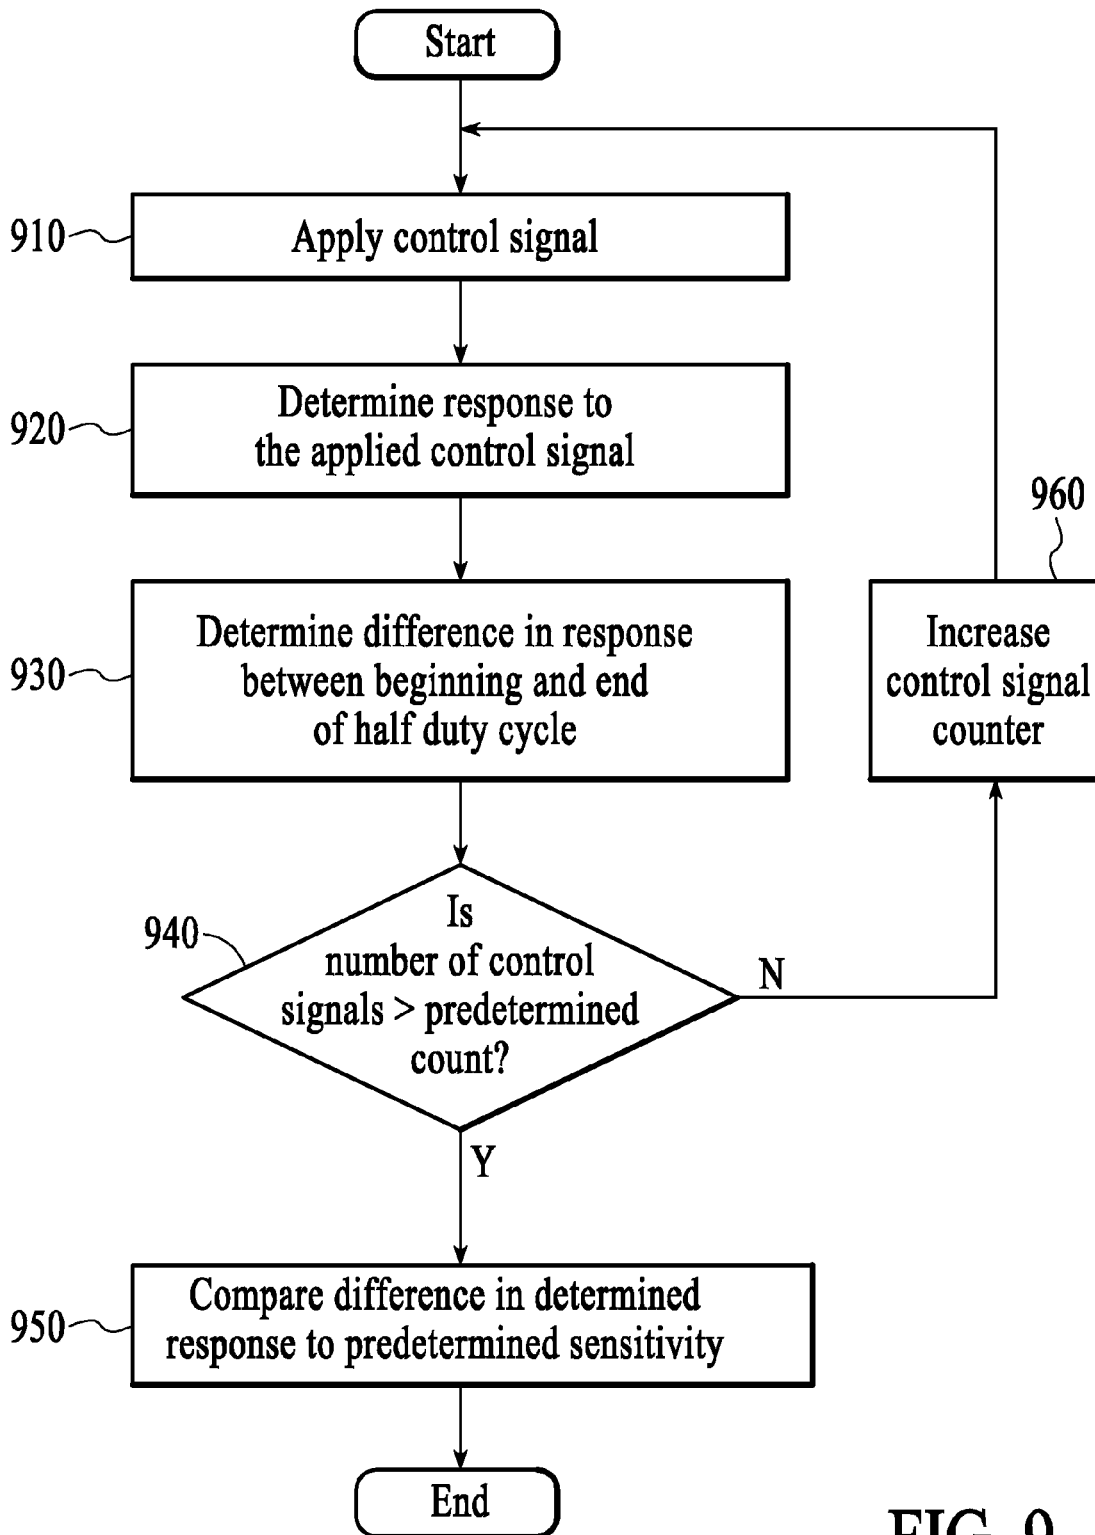 Start
910
Apply control signal
920
Determine response to
the applied control signal
930
Determine difference in response
between beginning and end
of half duty cycle
960
Increase
control signal
counter
940
Is
number of control
signals > predetermined
count?
N
Y
950
Compare difference in determined
response to predetermined sensitivity
End
FIG. 9